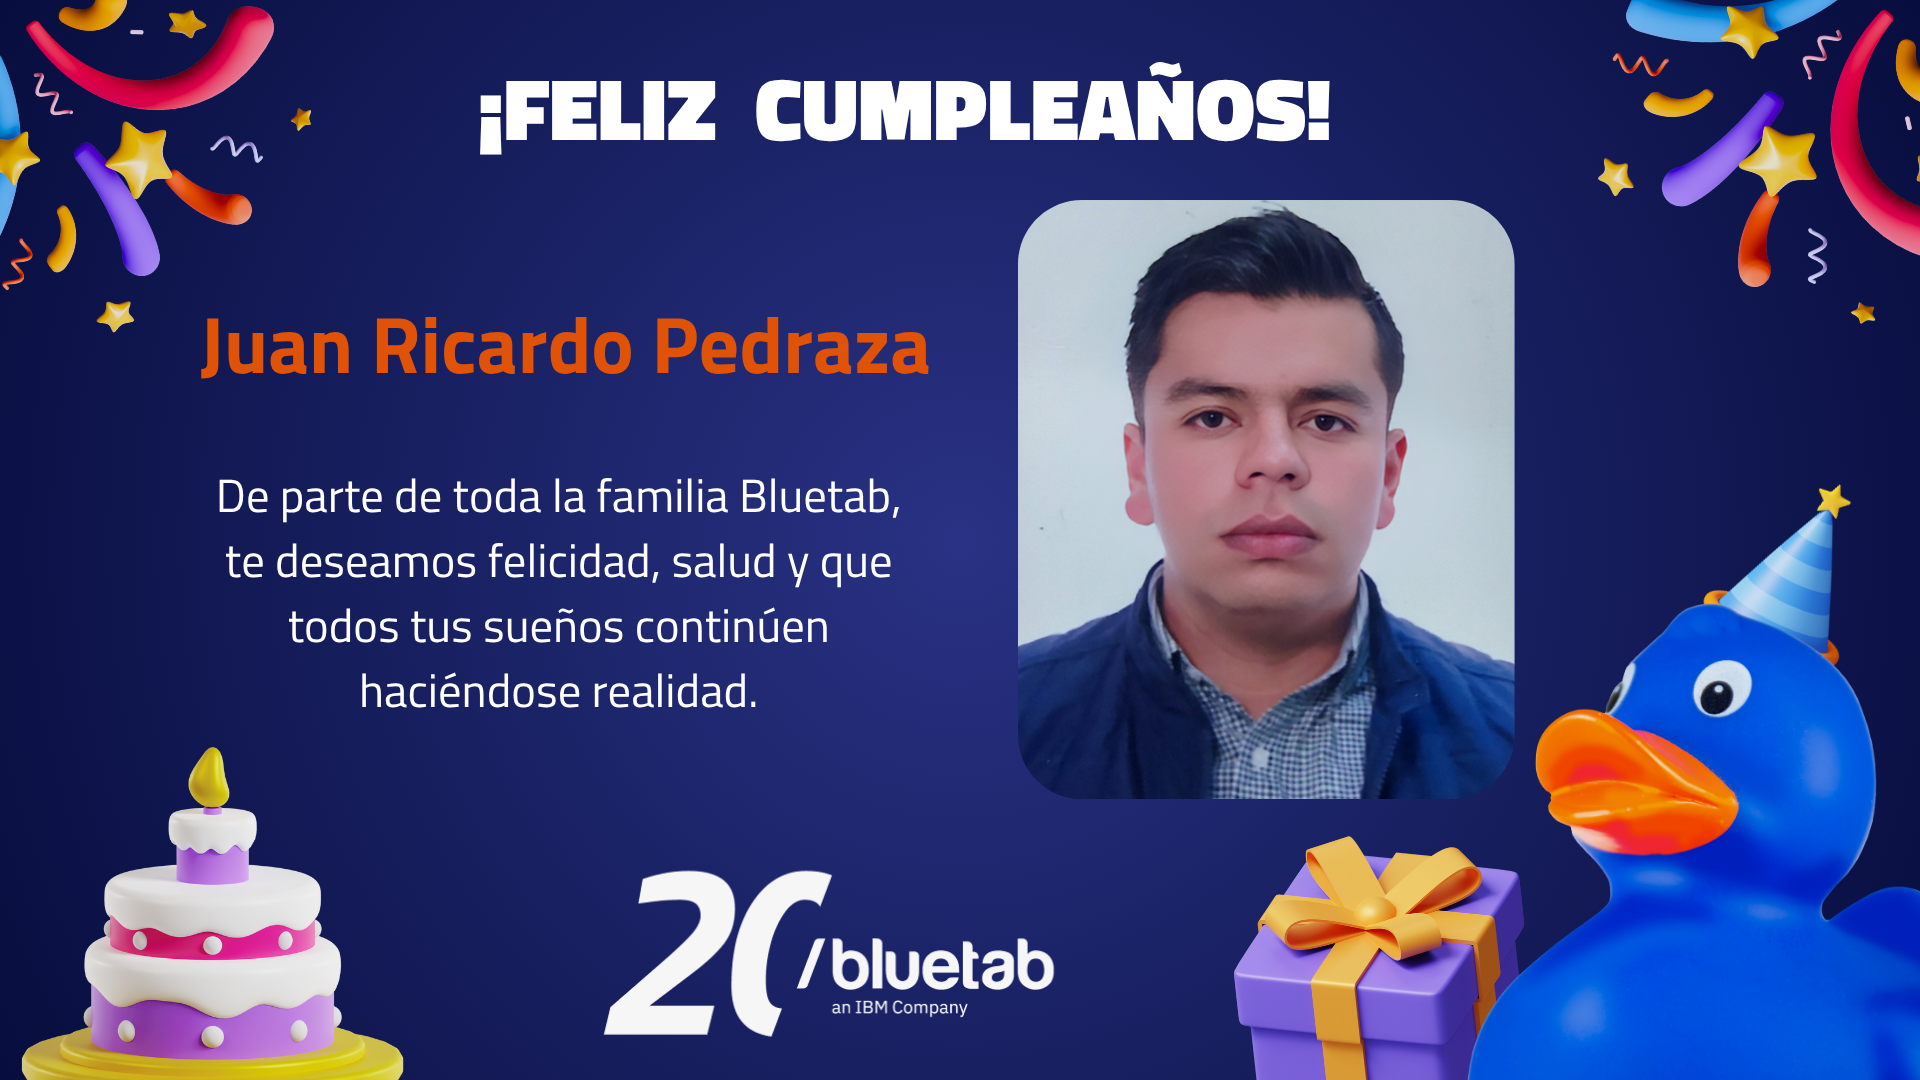 ¡FELIZ CUMPLEAÑOS!
Juan Ricardo Pedraza
De parte de toda la familia Bluetab,
te deseamos felicidad, salud y que
todos tus sueños continúen
haciéndose realidad.
20/bluetab
an IBM Company